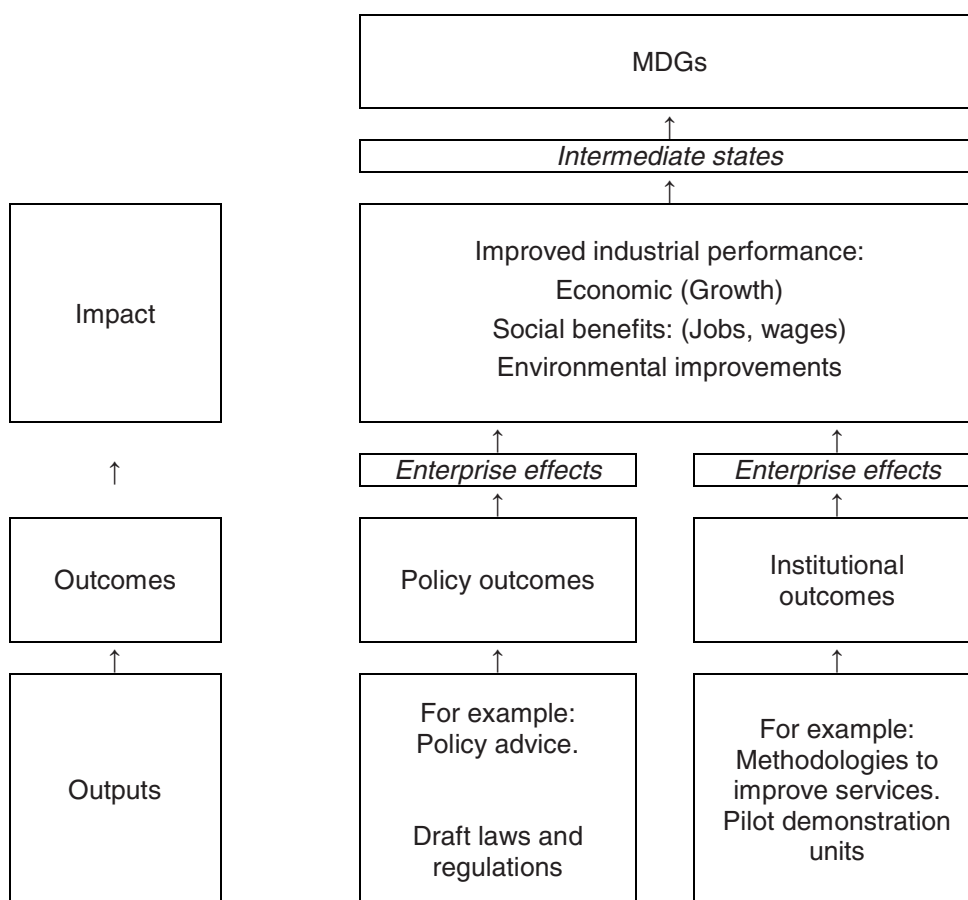 MDGs
Intermediate states
Impact
Improved industrial performance:
Economic (Growth)
Social benefits: (Jobs, wages)
Environmental improvements
Enterprise effects
Enterprise effects
Outcomes
Policy outcomes
Institutional
outcomes
Outputs
For example:
Policy advice.
Draft laws and
regulations
For example:
Methodologies to
improve services.
Pilot demonstration
units